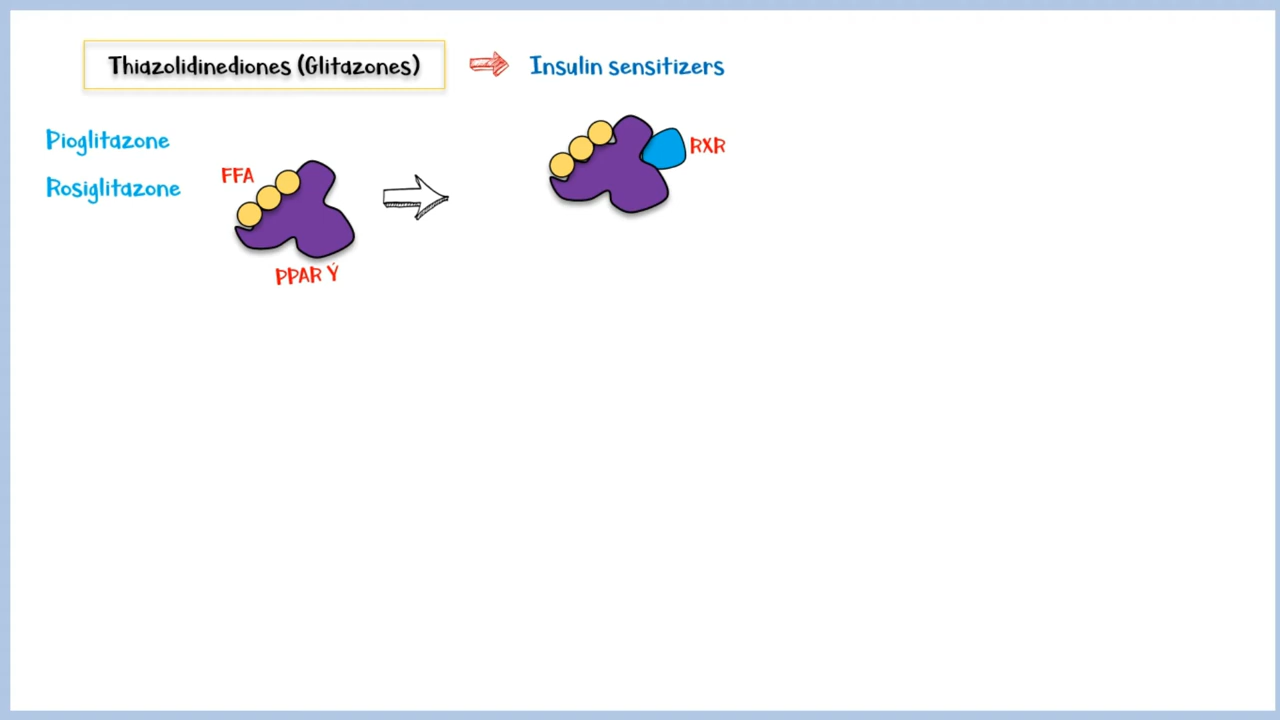 Thiazolidinediones (Glitazones)
Insulin sensitizers
Pioglitazone
Rosiglitazone
FFA
PPAR Ý
RXR